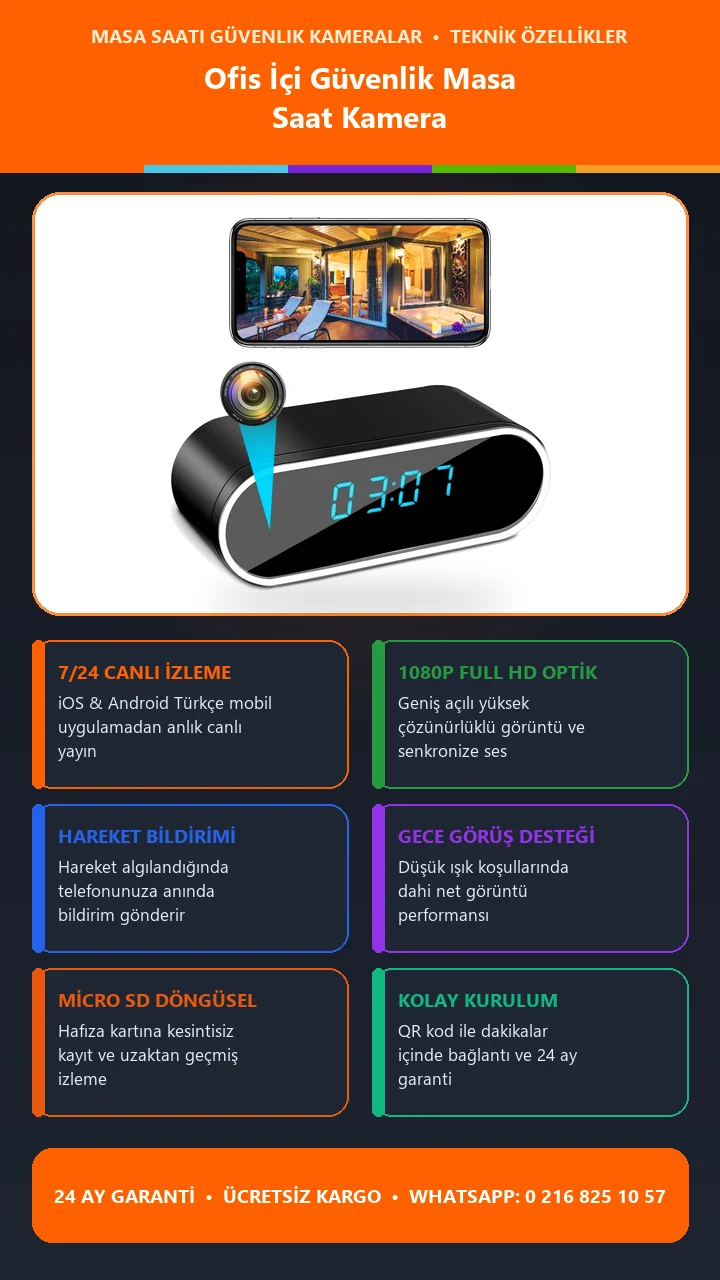 MASA SAATI GÜVENLIK KAMERALAR • TEKNİK ÖZELLİKLER
Ofis İçi Güvenlik Masa
Saat Kamera
03:07
7/24 CANLI İZLEME
iOS & Android Türkçe mobil
uygulamadan anlık canlı
yayın
1080P FULL HD OPTİK
Geniş açılı yüksek
çözünürlüklü görüntü ve
senkronize ses
HAREKET BİLDİRİMİ
Hareket algılandığında
telefonunuza anında
bildirim gönderir
GECE GÖRÜŞ DESTEĞİ
Düşük ışık koşullarında
dahi net görüntü
performansı
MİCRO SD DÖNGÜSEL
Hafıza kartına kesintisiz
kayıt ve uzaktan geçmiş
izleme
KOLAY KURULUM
QR kod ile dakikalar
içinde bağlantı ve 24 ay
garanti
24 AY GARANTİ • ÜCRETSİZ KARGO • WHATSAPP: 0 216 825 10 57